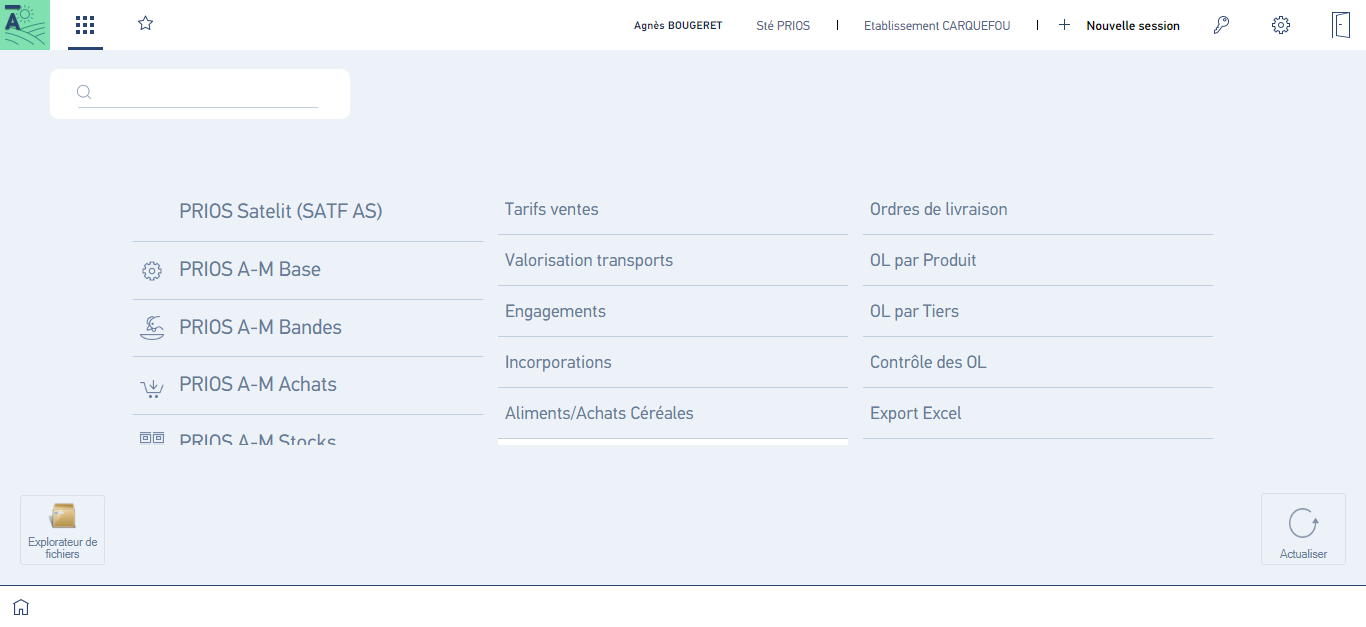 Agnès BOUGERET
Sté PRIOS
Etablissement CARQUEFOU
Nouvelle session
PRIOS Satelit (SATF AS)
PRIOS A-M Base
PRIOS A-M Bandes
PRIOS A-M Achats
PRIOS A-M Stocks
Tarifs ventes
Valorisation transports
Engagements
Incorporations
Aliments/Achats Céréales
Ordres de livraison
OL par Produit
OL par Tiers
Contrôle des OL
Export Excel
Explorateur de
fichiers
Actualiser